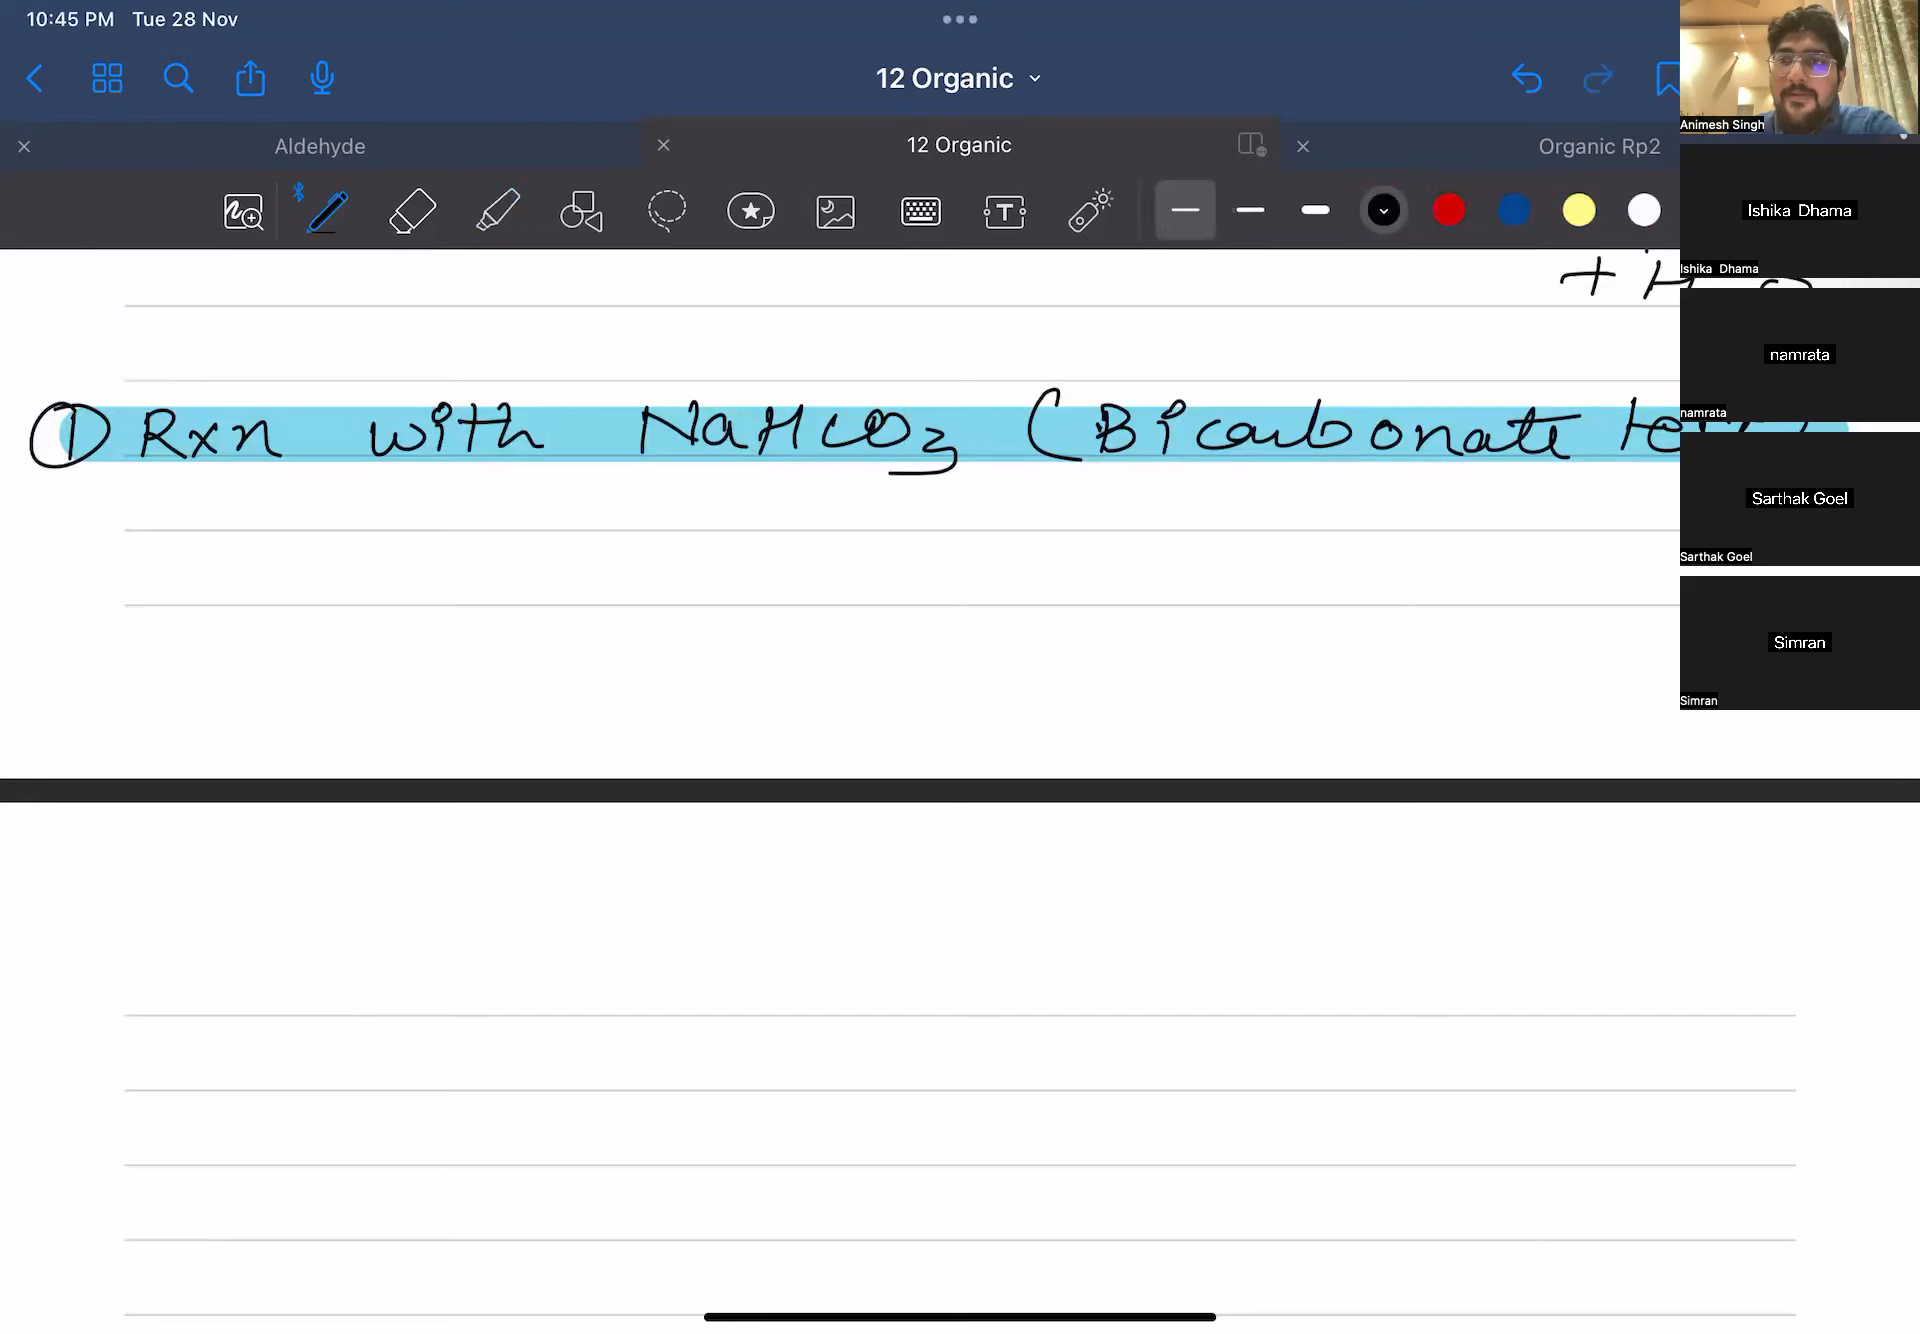 10:45 PM Tue 28 Nov
12 Organic
Aldehyde
12 Organic
Organic Rp2
T
+ H
① Rxn with NaHCO3 (Bicarbonate
Animesh Singh
Ishika Dhama
Ishika Dhama
namrata
namrata
Sarthak Goel
Sarthak Goel
Simran
Simran